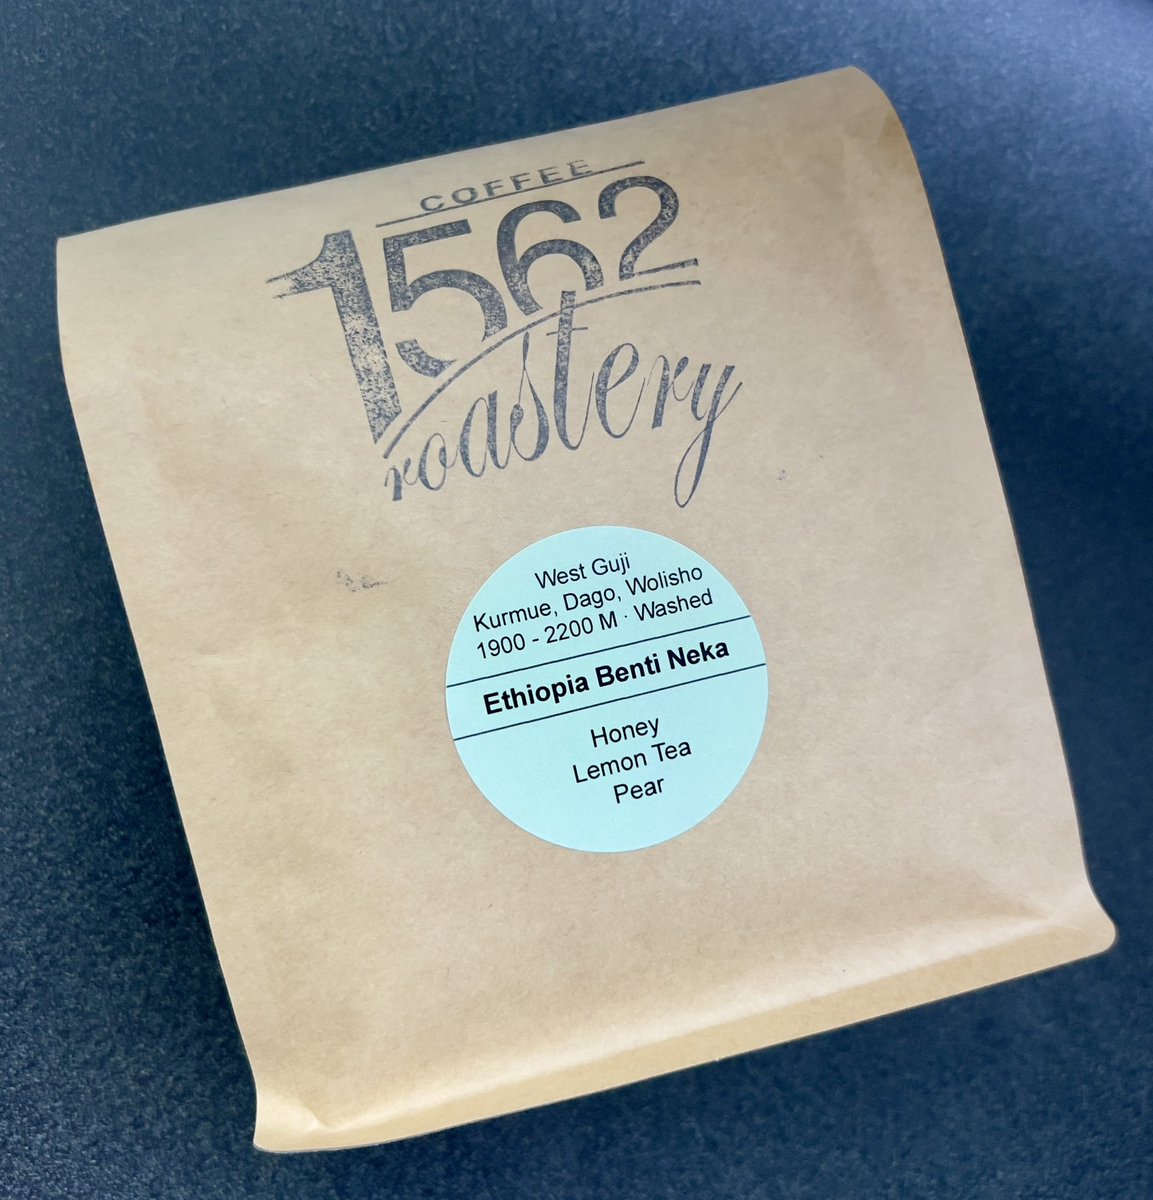 COFFEE
1562
roastery
West Guji
Kurmue, Dago, Wolisho
1900 - 2200 M · Washed
Ethiopia Benti Neka
Honey
Lemon Tea
Pear